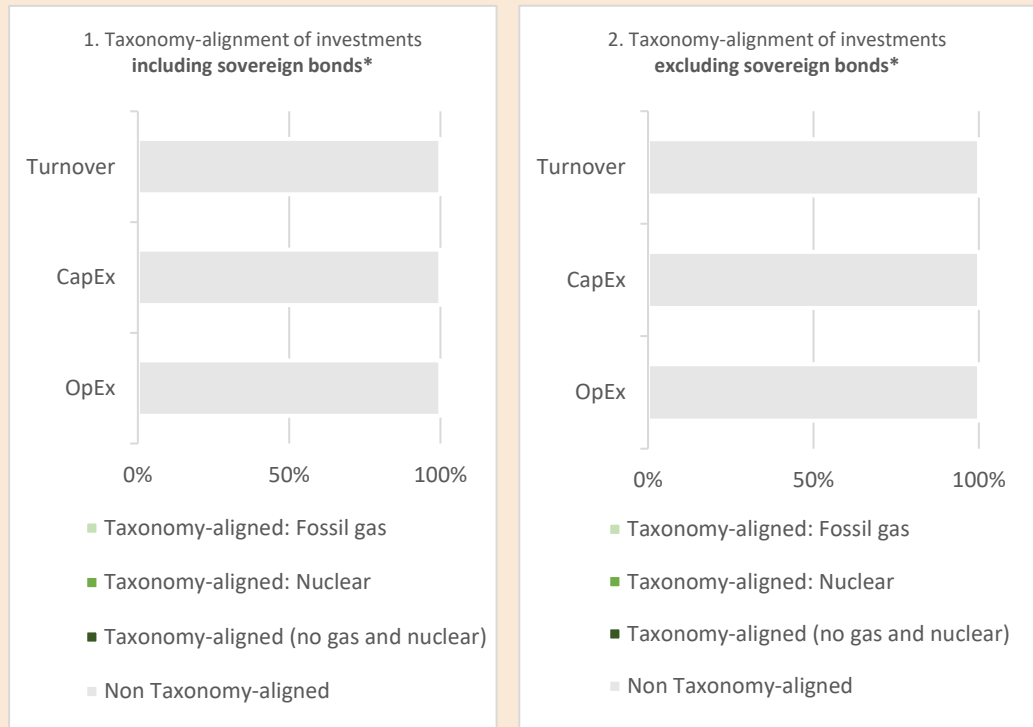 1. Taxonomy-alignment of investments
including sovereign bonds*
Turnover
CapEx
OpEx
0% 50% 100%
Taxonomy-aligned: Fossil gas
Taxonomy-aligned: Nuclear
Taxonomy-aligned (no gas and nuclear)
Non Taxonomy-aligned
2. Taxonomy-alignment of investments
excluding sovereign bonds*
Turnover
CapEx
OpEx
0% 50% 100%
Taxonomy-aligned: Fossil gas
Taxonomy-aligned: Nuclear
Taxonomy-aligned (no gas and nuclear)
Non Taxonomy-aligned